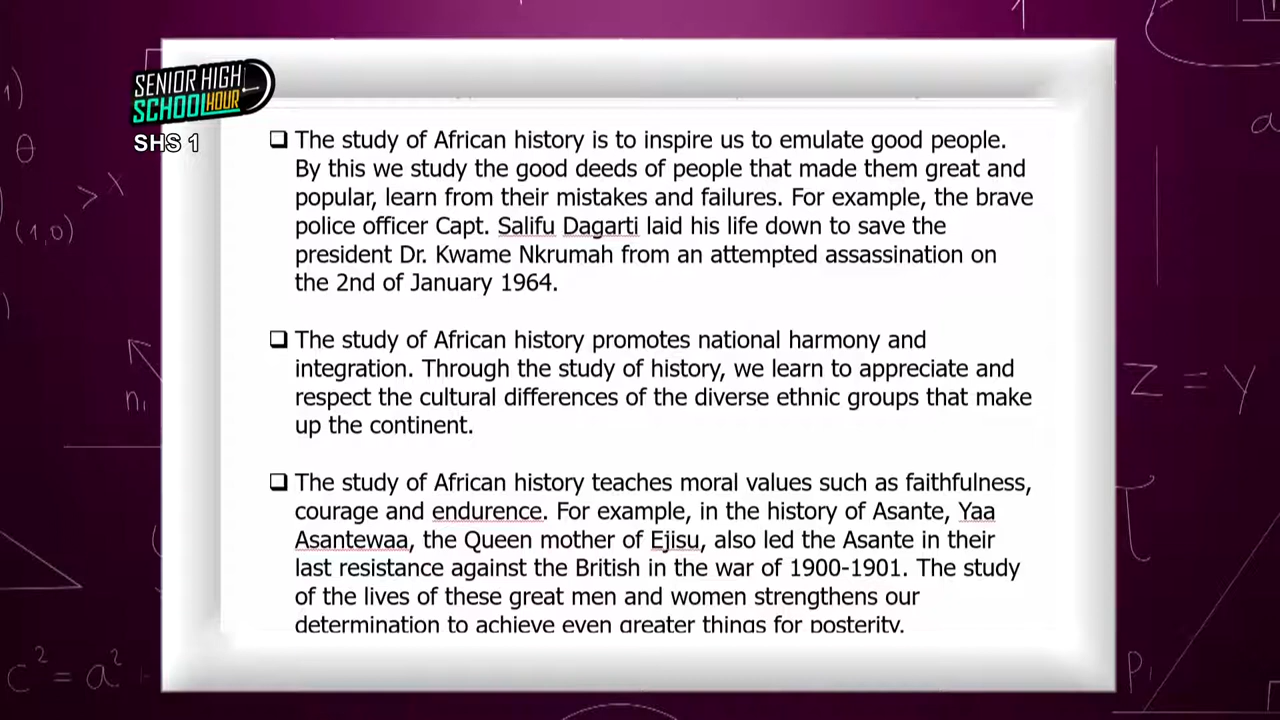 SENIOR HIGH
SCHOOL HOUR
SHS 1
❑ The study of African history is to inspire us to emulate good people.
By this we study the good deeds of people that made them great and
popular, learn from their mistakes and failures. For example, the brave
police officer Capt. Salifu Dagarti laid his life down to save the
president Dr. Kwame Nkrumah from an attempted assassination on
the 2nd of January 1964.
❑ The study of African history promotes national harmony and
integration. Through the study of history, we learn to appreciate and
respect the cultural differences of the diverse ethnic groups that make
up the continent.
❑ The study of African history teaches moral values such as faithfulness,
courage and endurence. For example, in the history of Asante, Yaa
Asantewaa, the Queen mother of Ejisu, also led the Asante in their
last resistance against the British in the war of 1900-1901. The study
of the lives of these great men and women strengthens our
determination to achieve even greater things for posterity.
θ
> x
(1,0)
n₁
c² = a²
z = y
τ
P₁